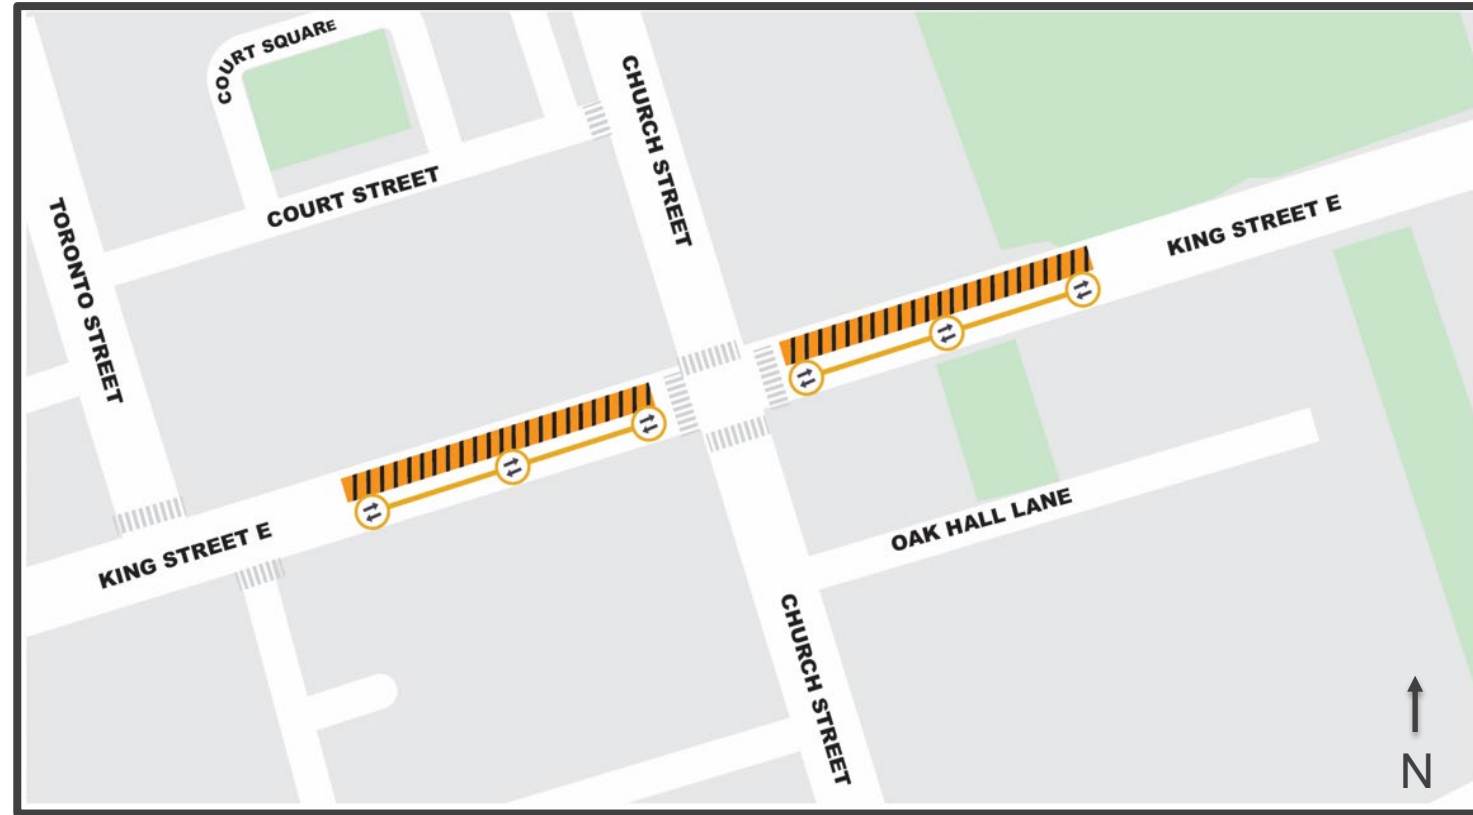 COURT SQUARE
CHURCH STREET
COURT STREET
TORONTO STREET
KING STREET E
KING STREET E
OAK HALL LANE
CHURCH STREET
N